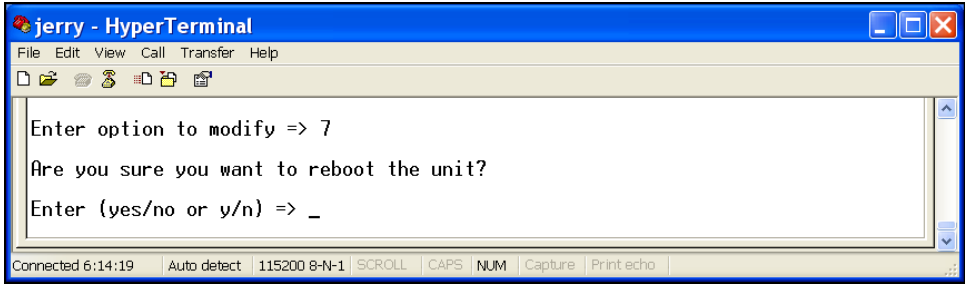 jerry - HyperTerminal
File Edit View Call Transfer Help
Enter option to modify => 7
Are you sure you want to reboot the unit?
Enter (yes/no or y/n) => _
Connected 6:14:19 Auto detect 115200 8-N-1 SCROLL CAPS NUM Capture Print echo